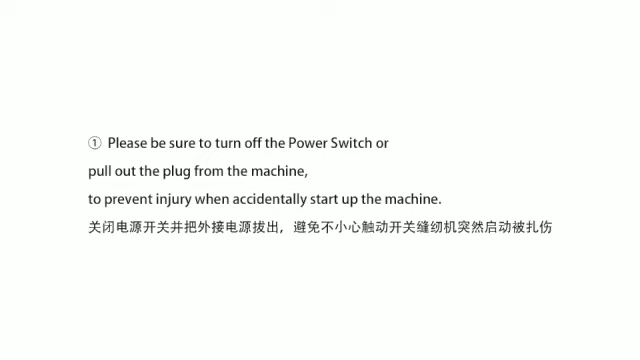 ① Please be sure to turn off the Power Switch or
pull out the plug from the machine,
to prevent injury when accidentally start up the machine.
关闭电源开关并把外接电源拔出，避免不小心触动开关缝纫机突然启动被扎伤